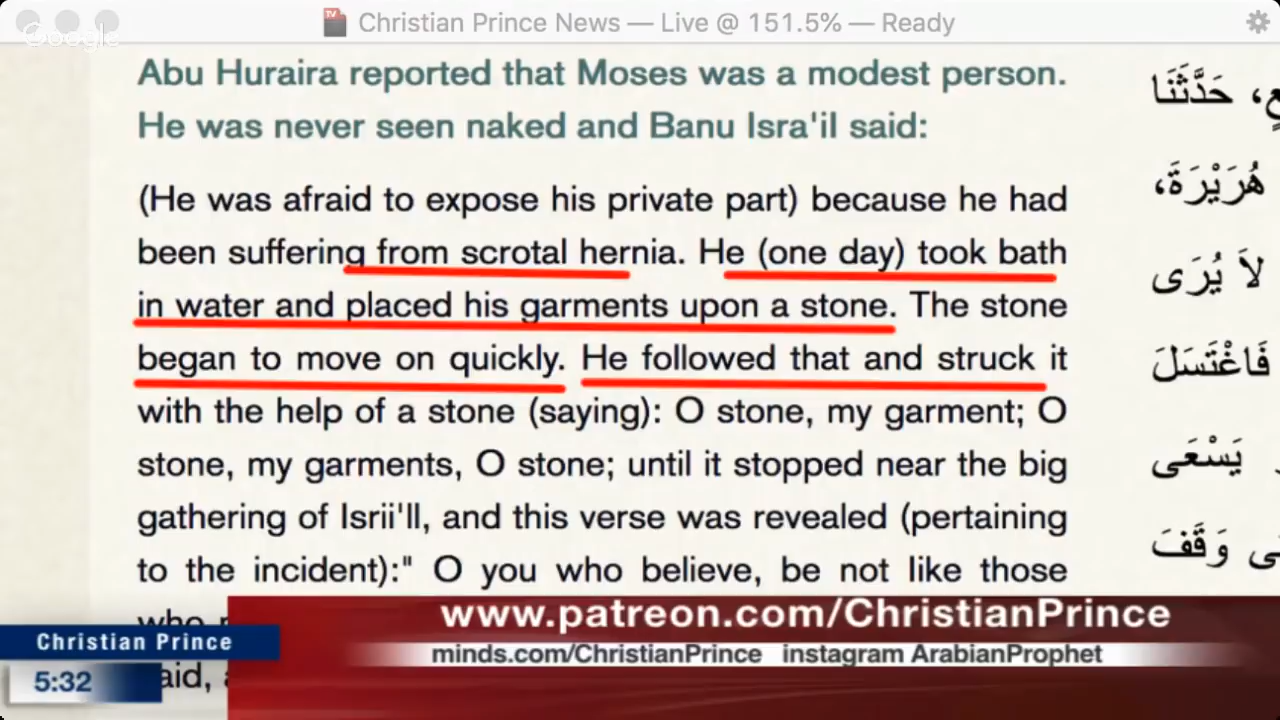 Christian Prince News — Live @ 151.5% — Ready
Google
Abu Huraira reported that Moses was a modest person.
He was never seen naked and Banu Isra'il said:
(He was afraid to expose his private part) because he had
been suffering from scrotal hernia. He (one day) took bath
in water and placed his garments upon a stone. The stone
began to move on quickly. He followed that and struck it
with the help of a stone (saying): O stone, my garment; O
stone, my garments, O stone; until it stopped near the big
gathering of Isrii'll, and this verse was revealed (pertaining
to the incident):" O you who believe, be not like those
who
حَدَّثَنَا
هُرَيْرَةَ،
لاَ يُرَى
فَاغْتَسَلَ
يَسْعَى
وَقَفَ
www.patreon.com/ChristianPrince
Christian Prince
minds.com/ChristianPrince instagram ArabianProphet
5:32